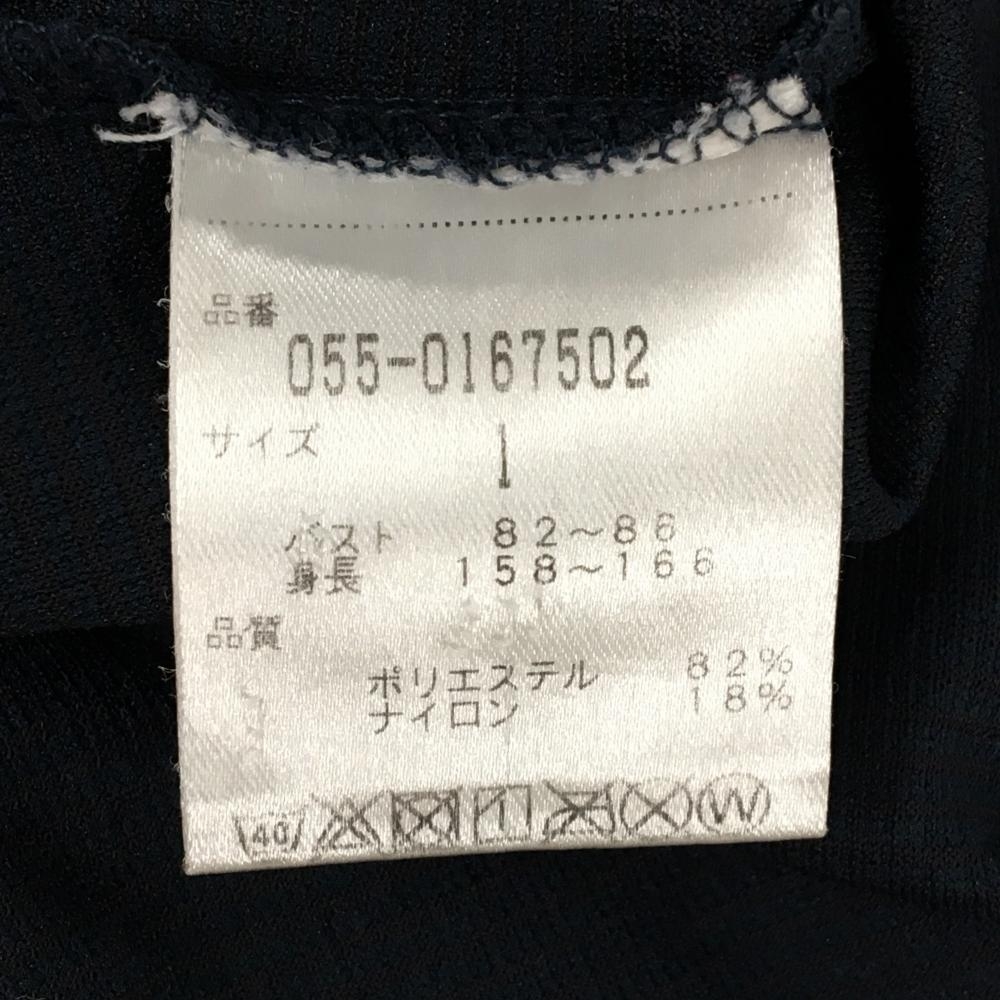 品番
055-0167502
サイズ 1
バスト 82～86
身長 158～166
品質
ポリエステル 82%
ナイロン 18%
40 W